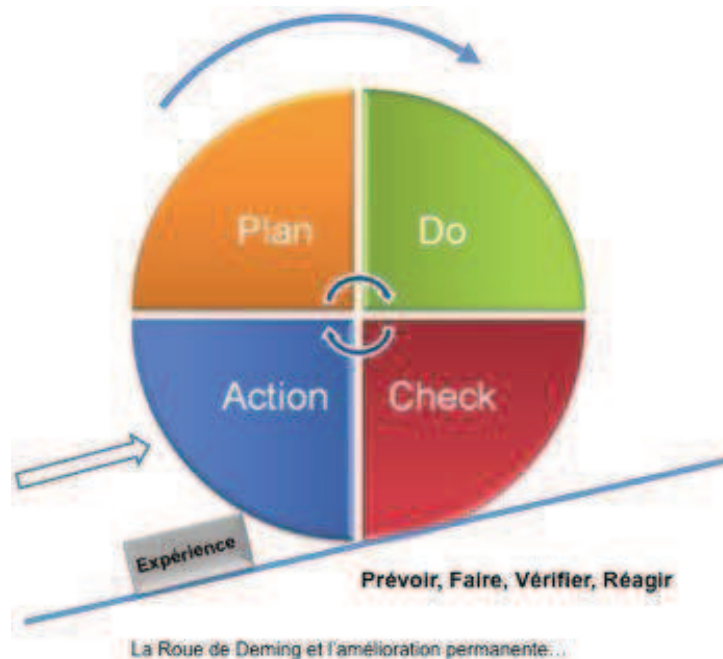 Plan
Do
Action
Check
Expérience
Prévoir, Faire, Vérifier, Réagir
La Roue de Deming et l'amélioration permanente...